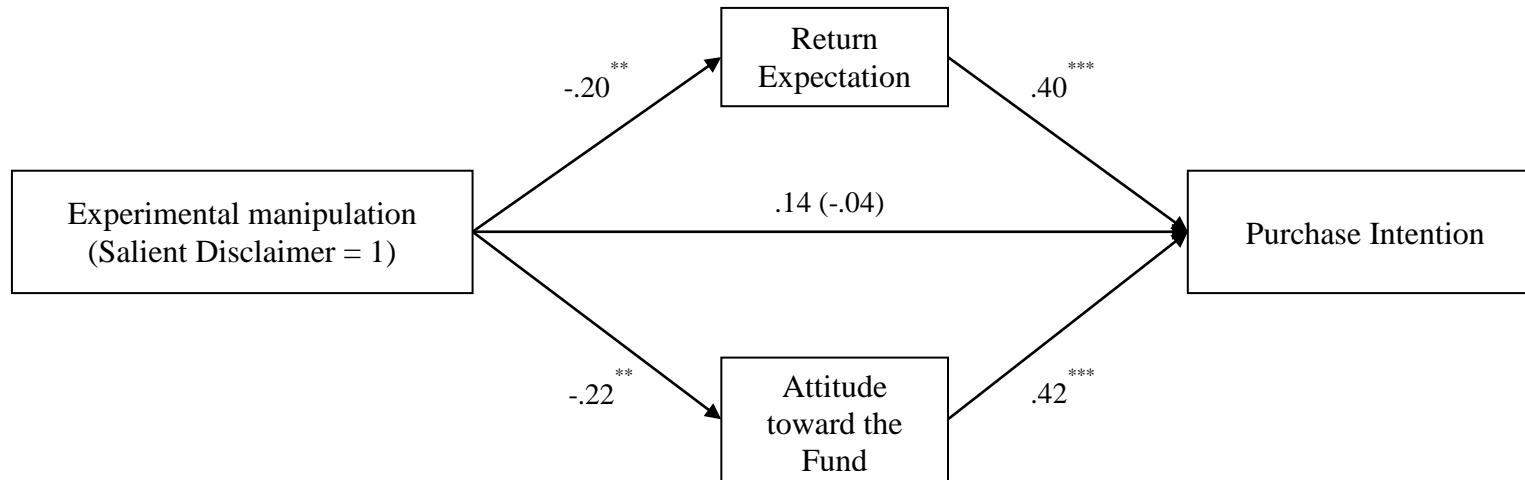 Return
Expectation
-.20**
.40***
Experimental manipulation
(Salient Disclaimer = 1)
.14 (-.04)
Purchase Intention
-.22**
.42***
Attitude
toward the
Fund